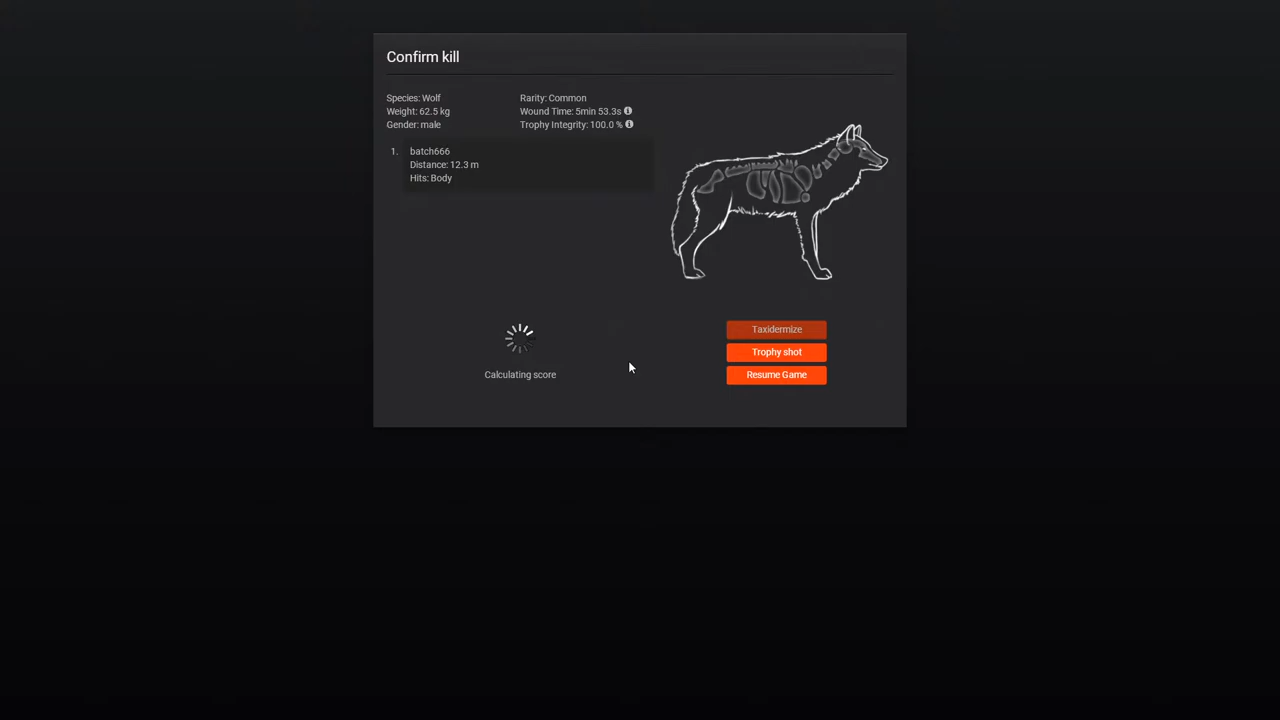 Confirm kill
Species: Wolf
Weight: 62.5 kg
Gender: male
Rarity: Common
Wound Time: 5min 53.3s
Trophy Integrity: 100.0 %
1. batch666
Distance: 12.3 m
Hits: Body
Calculating score
Taxidermize
Trophy shot
Resume Game